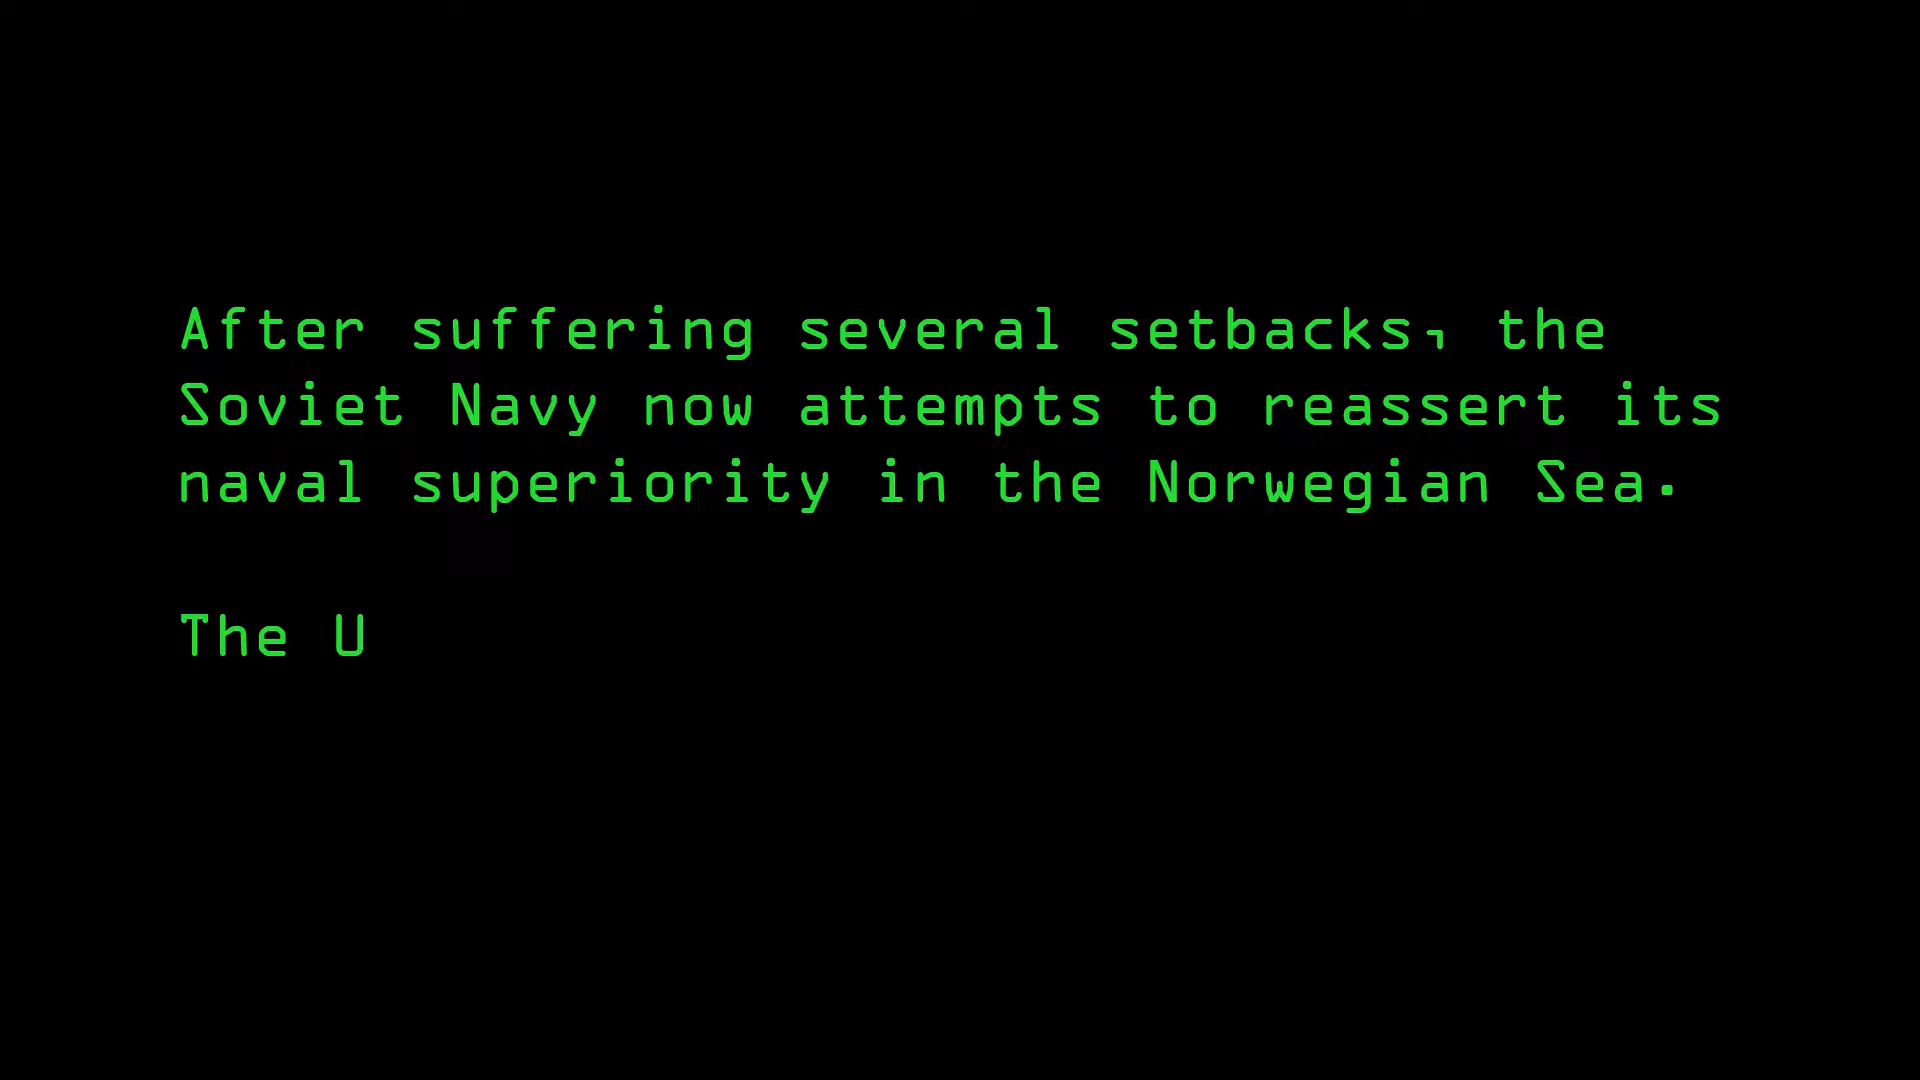 After suffering several setbacks, the
Soviet Navy now attempts to reassert its
naval superiority in the Norwegian Sea.
The U